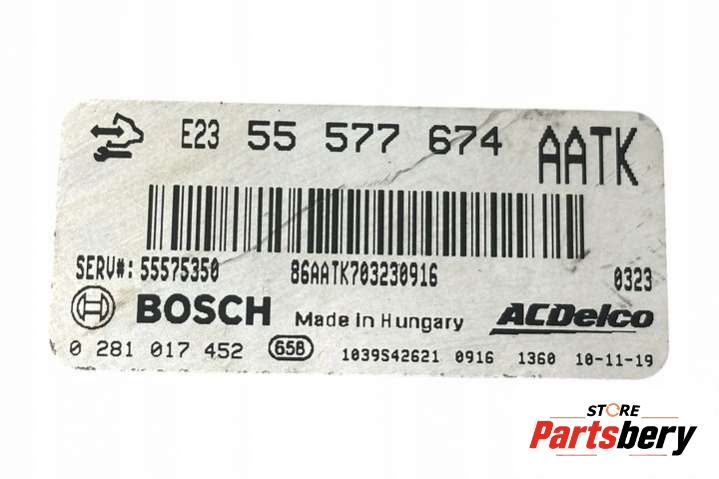 E23 55 577 674 AATK
SERV#: 55575350 86AATK703230916 0323
BOSCH Made in Hungary ACDelco
0 281 017 452 658 1039S42621 0916 1360 10-11-19
STORE
Partsbery